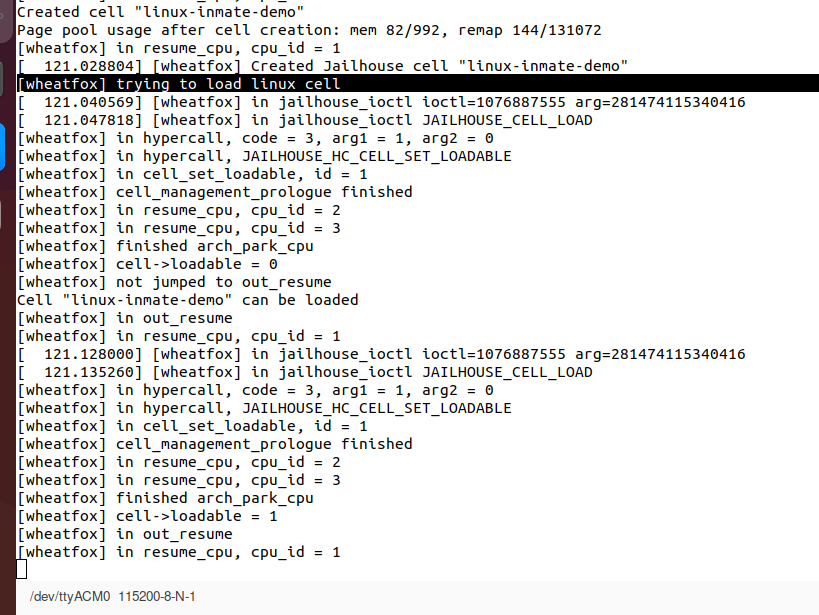 Created cell "linux-inmate-demo"
Page pool usage after cell creation: mem 82/992, remap 144/131072
[wheatfox] in resume_cpu, cpu_id = 1
[  121.028804] [wheatfox] Created Jailhouse cell "linux-inmate-demo"
[wheatfox] trying to load linux cell
[  121.040569] [wheatfox] in jailhouse_ioctl ioctl=1076887555 arg=281474115340416
[  121.047818] [wheatfox] in jailhouse_ioctl JAILHOUSE_CELL_LOAD
[wheatfox] in hypercall, code = 3, arg1 = 1, arg2 = 0
[wheatfox] in hypercall, JAILHOUSE_HC_CELL_SET_LOADABLE
[wheatfox] in cell_set_loadable, id = 1
[wheatfox] cell_management_prologue finished
[wheatfox] in resume_cpu, cpu_id = 2
[wheatfox] in resume_cpu, cpu_id = 3
[wheatfox] finished arch_park_cpu
[wheatfox] cell->loadable = 0
[wheatfox] not jumped to out_resume
Cell "linux-inmate-demo" can be loaded
[wheatfox] in out_resume
[wheatfox] in resume_cpu, cpu_id = 1
[  121.128000] [wheatfox] in jailhouse_ioctl ioctl=1076887555 arg=281474115340416
[  121.135260] [wheatfox] in jailhouse_ioctl JAILHOUSE_CELL_LOAD
[wheatfox] in hypercall, code = 3, arg1 = 1, arg2 = 0
[wheatfox] in hypercall, JAILHOUSE_HC_CELL_SET_LOADABLE
[wheatfox] in cell_set_loadable, id = 1
[wheatfox] cell_management_prologue finished
[wheatfox] in resume_cpu, cpu_id = 2
[wheatfox] in resume_cpu, cpu_id = 3
[wheatfox] finished arch_park_cpu
[wheatfox] cell->loadable = 1
[wheatfox] in out_resume
[wheatfox] in resume_cpu, cpu_id = 1
/dev/ttyACM0  115200-8-N-1